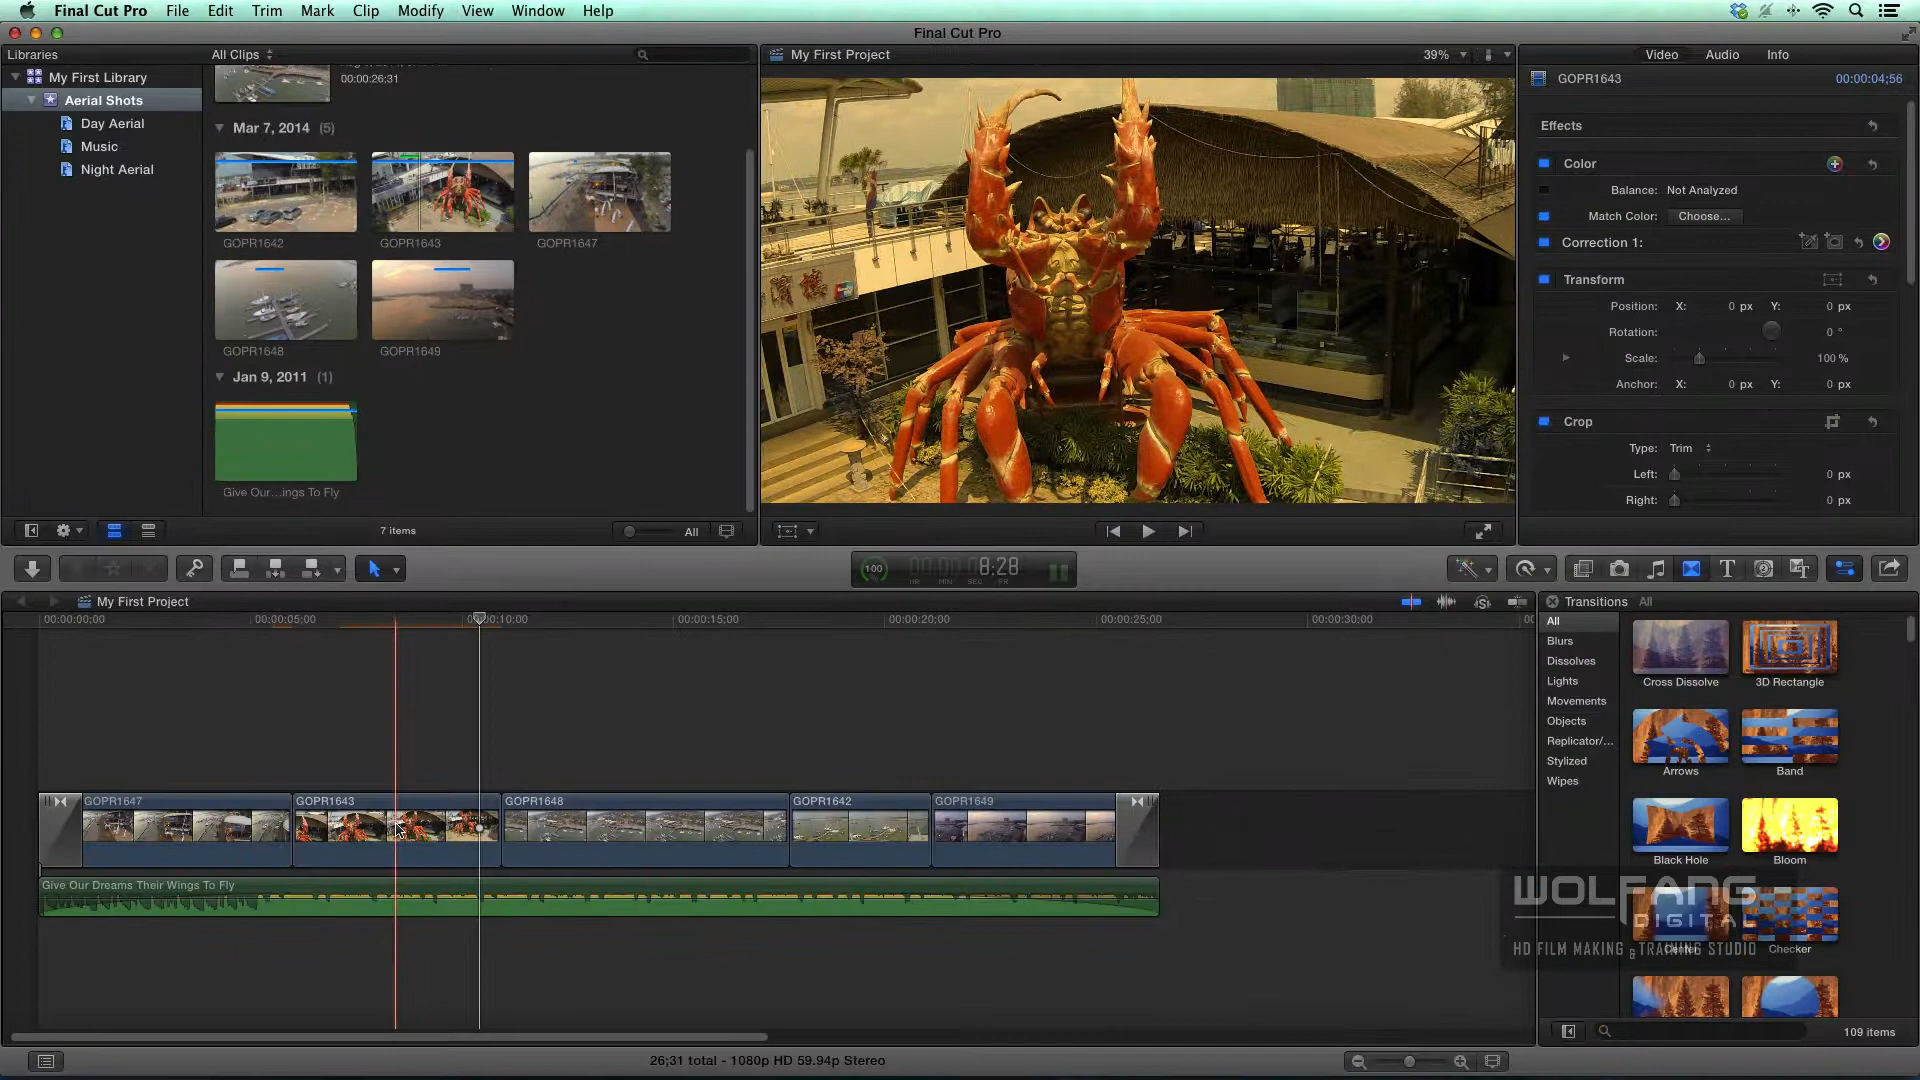 Final Cut Pro File Edit Trim Mark Clip Modify View Window Help
Final Cut Pro
Libraries
My First Library
Aerial Shots
Day Aerial
Music
Night Aerial
All Clips
00:00:26;31
Mar 7, 2014 (5)
GOPR1642 GOPR1643 GOPR1647
GOPR1648 GOPR1649
Jan 9, 2011 (1)
Give Our...ings To Fly
7 items All
My First Project 39%
Video Audio Info
GOPR1643 00:00:04;56
Effects
Color
Balance: Not Analyzed
Match Color: Choose...
Correction 1:
Transform
Position: X: 0 px Y: 0 px
Rotation: 0 °
Scale: 100 %
Anchor: X: 0 px Y: 0 px
Crop
Type: Trim
Left: 0 px
Right: 0 px
100 8:28
HR MIN SEC FR
My First Project
00:00:00;00 00:00:05;00 00:00:10;00 00:00:15;00 00:00:20;00 00:00:25;00 00:00:30;00
GOPR1647 GOPR1643 GOPR1648 GOPR1642 GOPR1649
Give Our Dreams Their Wings To Fly
26;31 total - 1080p HD 59.94p Stereo
Transitions All
All
Blurs
Dissolves
Lights
Movements
Objects
Replicator/...
Stylized
Wipes
Cross Dissolve 3D Rectangle
Arrows Band
Black Hole Bloom
Center Checker
109 items
WOLFANG
DIGITAL
HD FILM MAKING & TRAINING STUDIO